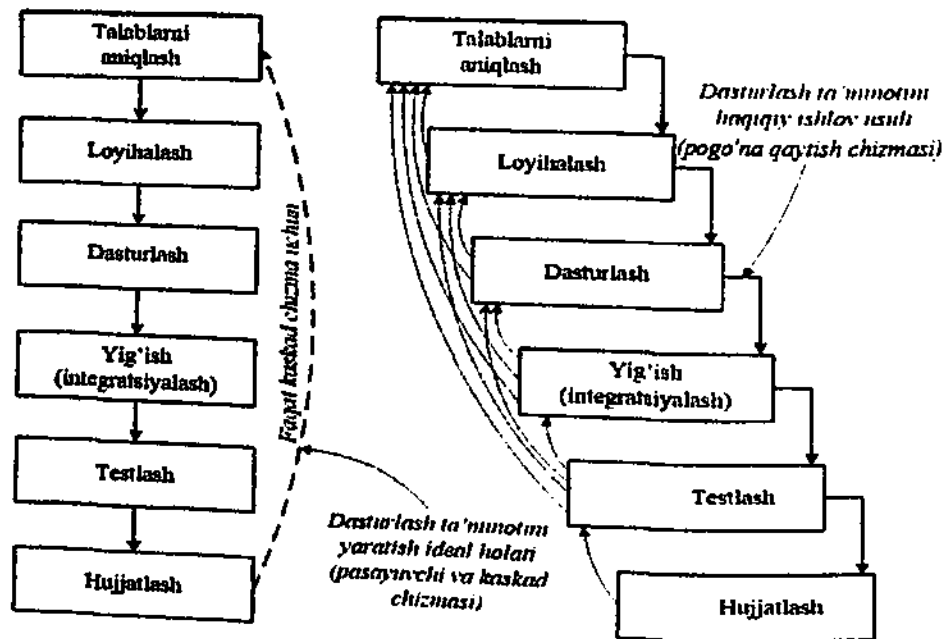 Talablarni
aniqlash
Loyihalash
Dasturlash
Yig'ish
(integratsiyalash)
Testlash
Hujjatlash
Faqat kaskad chizma uchun
Dasturlash ta'minotini
yaratish ideal holati
(pasayuvchi va kaskad
chizmasi)
Talablarni
aniqlash
Loyihalash
Dasturlash
Yig'ish
(integratsiyalash)
Testlash
Hujjatlash
Dasturlash ta'minotini
haqiqiy ishlov usuli
(pogo'na qaytish chizmasi)